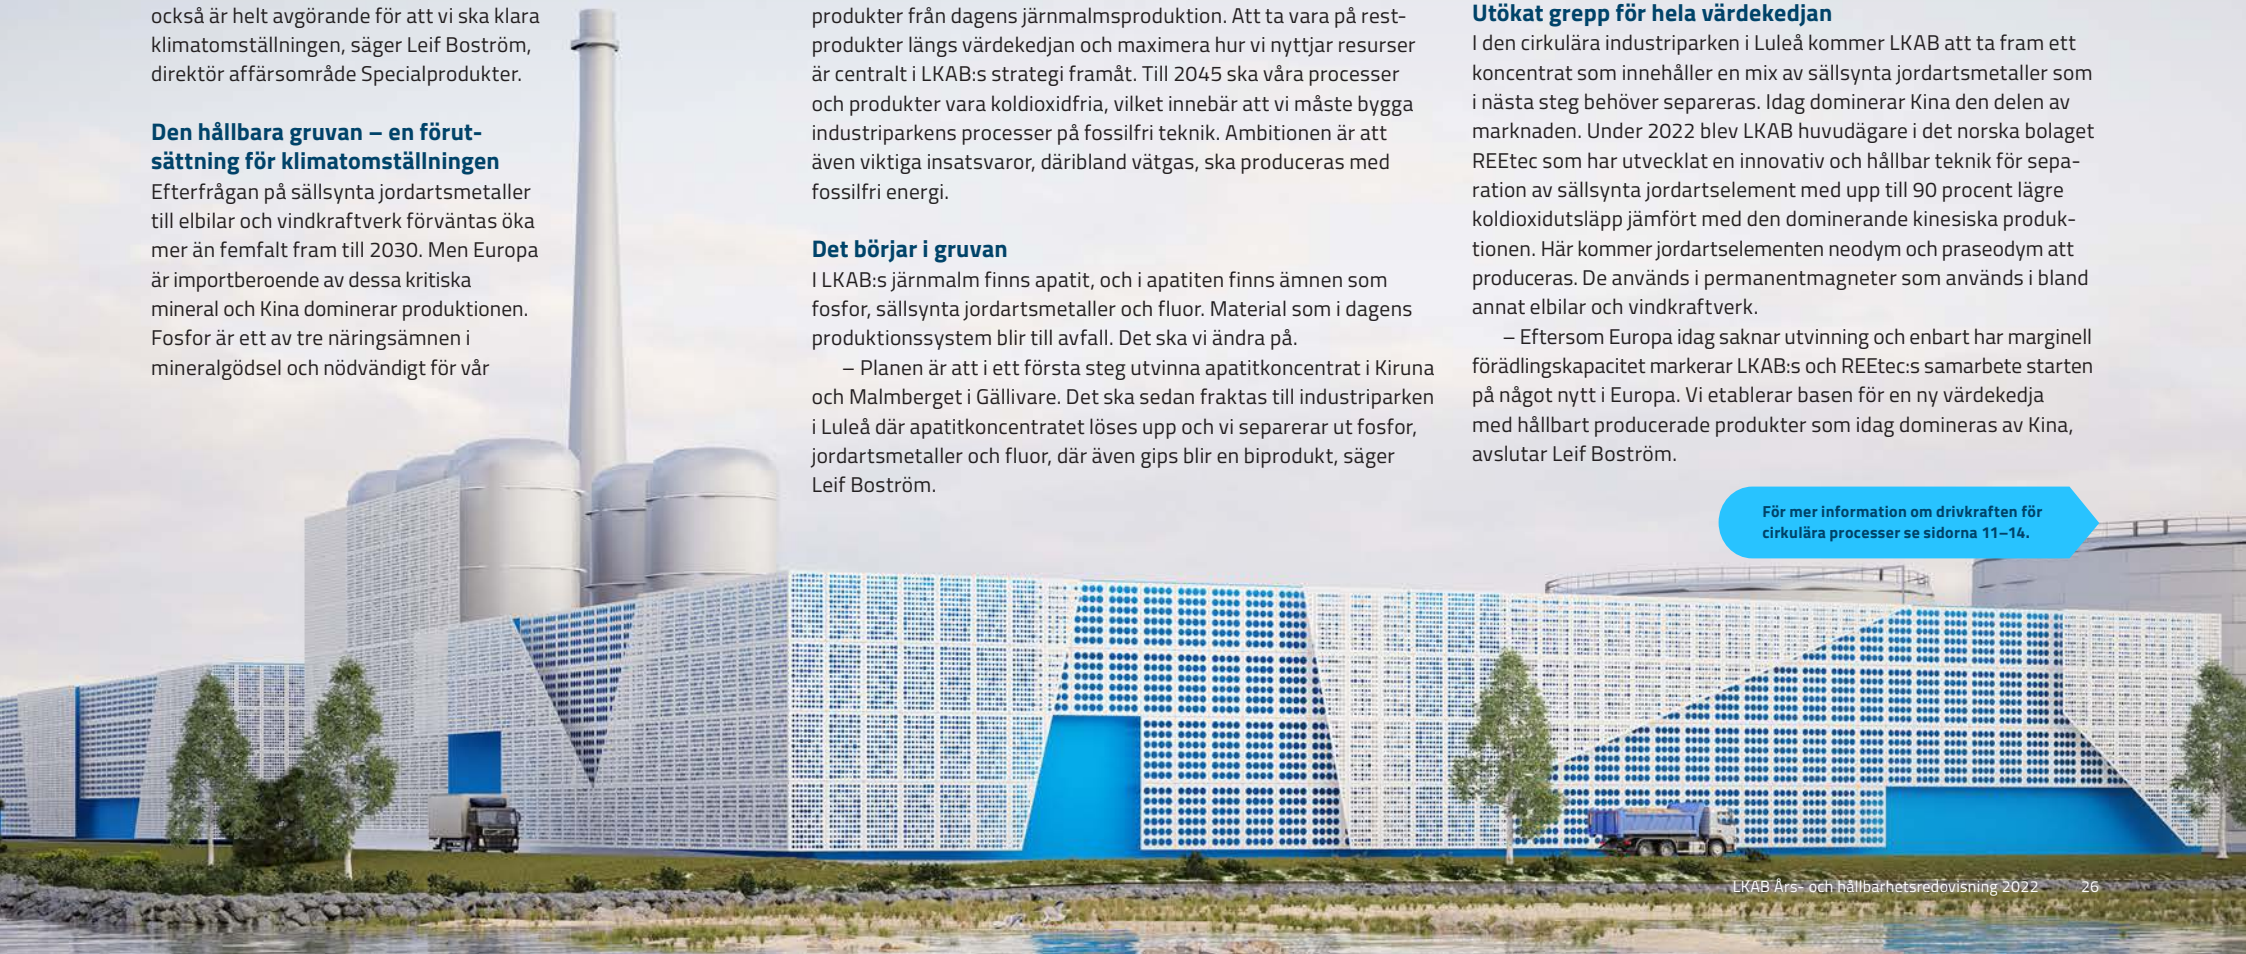 också är helt avgörande för att vi ska klara
klimatomställningen, säger Leif Boström,
direktör affärsområde Specialprodukter.
Den hållbara gruvan – en förut-
sättning för klimatomställningen
Efterfrågan på sällsynta jordartsmetaller
till elbilar och vindkraftverk förväntas öka
mer än femfalt fram till 2030. Men Europa
är importberoende av dessa kritiska
mineral och Kina dominerar produktionen.
Fosfor är ett av tre näringsämnen i
mineralgödsel och nödvändigt för vår
produkter från dagens järnmalmsproduktion. Att ta vara på rest-
produkter längs värdekedjan och maximera hur vi nyttjar resurser
är centralt i LKAB:s strategi framåt. Till 2045 ska våra processer
och produkter vara koldioxidfria, vilket innebär att vi måste bygga
industriparkens processer på fossilfri teknik. Ambitionen är att
även viktiga insatsvaror, däribland vätgas, ska produceras med
fossilfri energi.
Det börjar i gruvan
I LKAB:s järnmalm finns apatit, och i apatiten finns ämnen som
fosfor, sällsynta jordartsmetaller och fluor. Material som i dagens
produktionssystem blir till avfall. Det ska vi ändra på.
– Planen är att i ett första steg utvinna apatitkoncentrat i Kiruna
och Malmberget i Gällivare. Det ska sedan fraktas till industriparken
i Luleå där apatitkoncentratet löses upp och vi separerar ut fosfor,
jordartsmetaller och fluor, där även gips blir en biprodukt, säger
Leif Boström.
Utökat grepp för hela värdekedjan
I den cirkulära industriparken i Luleå kommer LKAB att ta fram ett
koncentrat som innehåller en mix av sällsynta jordartsmetaller som
i nästa steg behöver separeras. Idag dominerar Kina den delen av
marknaden. Under 2022 blev LKAB huvudägare i det norska bolaget
REEtec som har utvecklat en innovativ och hållbar teknik för sepa-
ration av sällsynta jordartselement med upp till 90 procent lägre
koldioxidutsläpp jämfört med den dominerande kinesiska produk-
tionen. Här kommer jordartselementen neodym och praseodym att
produceras. De används i permanentmagneter som används i bland
annat elbilar och vindkraftverk.
– Eftersom Europa idag saknar utvinning och enbart har marginell
förädlingskapacitet markerar LKAB:s och REEtec:s samarbete starten
på något nytt i Europa. Vi etablerar basen för en ny värdekedja
med hållbart producerade produkter som idag domineras av Kina,
avslutar Leif Boström.
För mer information om drivkraften för
cirkulära processer se sidorna 11–14.
LKAB Års- och hållbarhetsredovisning 2022 26